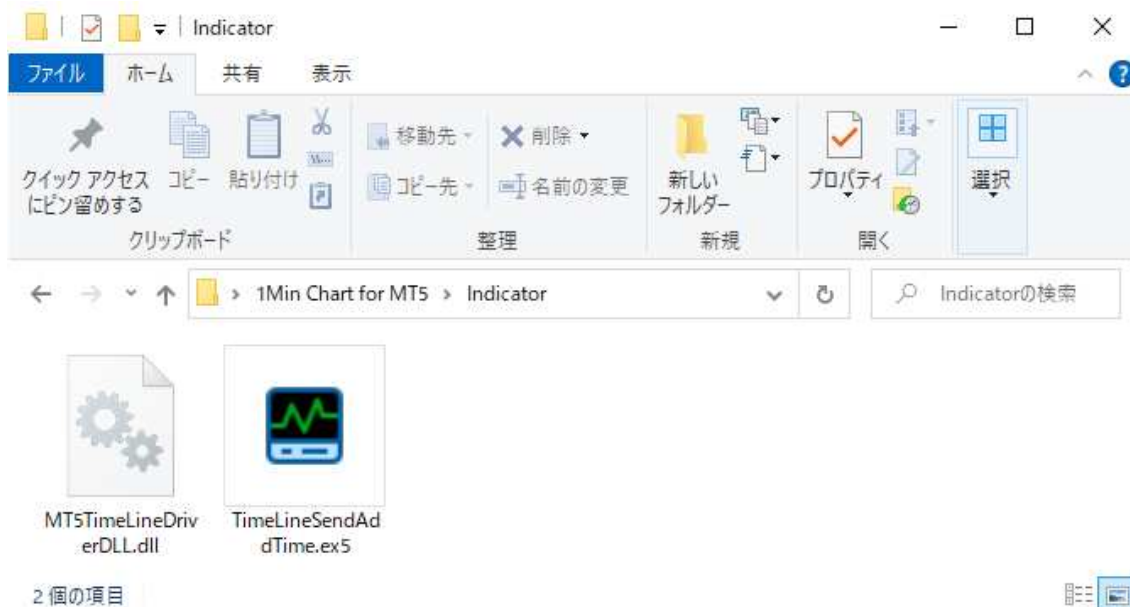 Indicator
ファイル ホーム 共有 表示
クイック アクセス
にピン留めする
コピー
貼り付け
移動先
削除
コピー先
名前の変更
新しい
フォルダー
プロパティ
選択
クリップボード
整理
新規
開く
1Min Chart for MT5 > Indicator
Indicatorの検索
MT5TimeLineDriv
erDLL.dll
TimeLineSendAd
dTime.ex5
2 個の項目